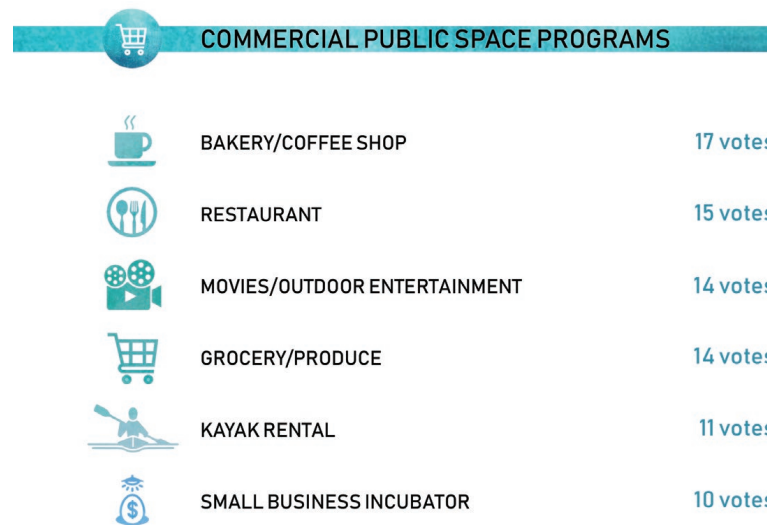 COMMERCIAL PUBLIC SPACE PROGRAMS
BAKERY/COFFEE SHOP 17 votes
RESTAURANT 15 votes
MOVIES/OUTDOOR ENTERTAINMENT 14 votes
GROCERY/PRODUCE 14 votes
KAYAK RENTAL 11 votes
SMALL BUSINESS INCUBATOR 10 votes